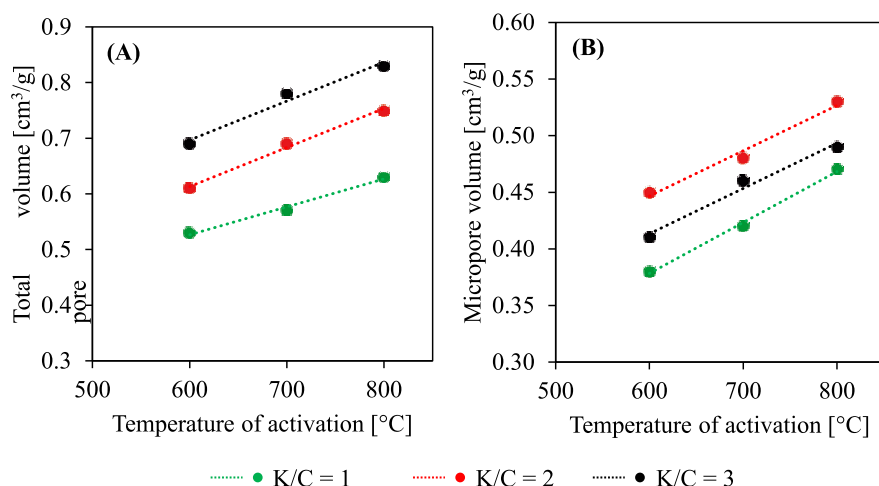 (A)
Total pore volume [cm³/g]
0.9
0.8
0.7
0.6
0.5
0.4
0.3
500 600 700 800
Temperature of activation [°C]
(B)
Micropore volume [cm³/g]
0.60
0.55
0.50
0.45
0.40
0.35
0.30
500 600 700 800
Temperature of activation [°C]
K/C = 1 K/C = 2 K/C = 3